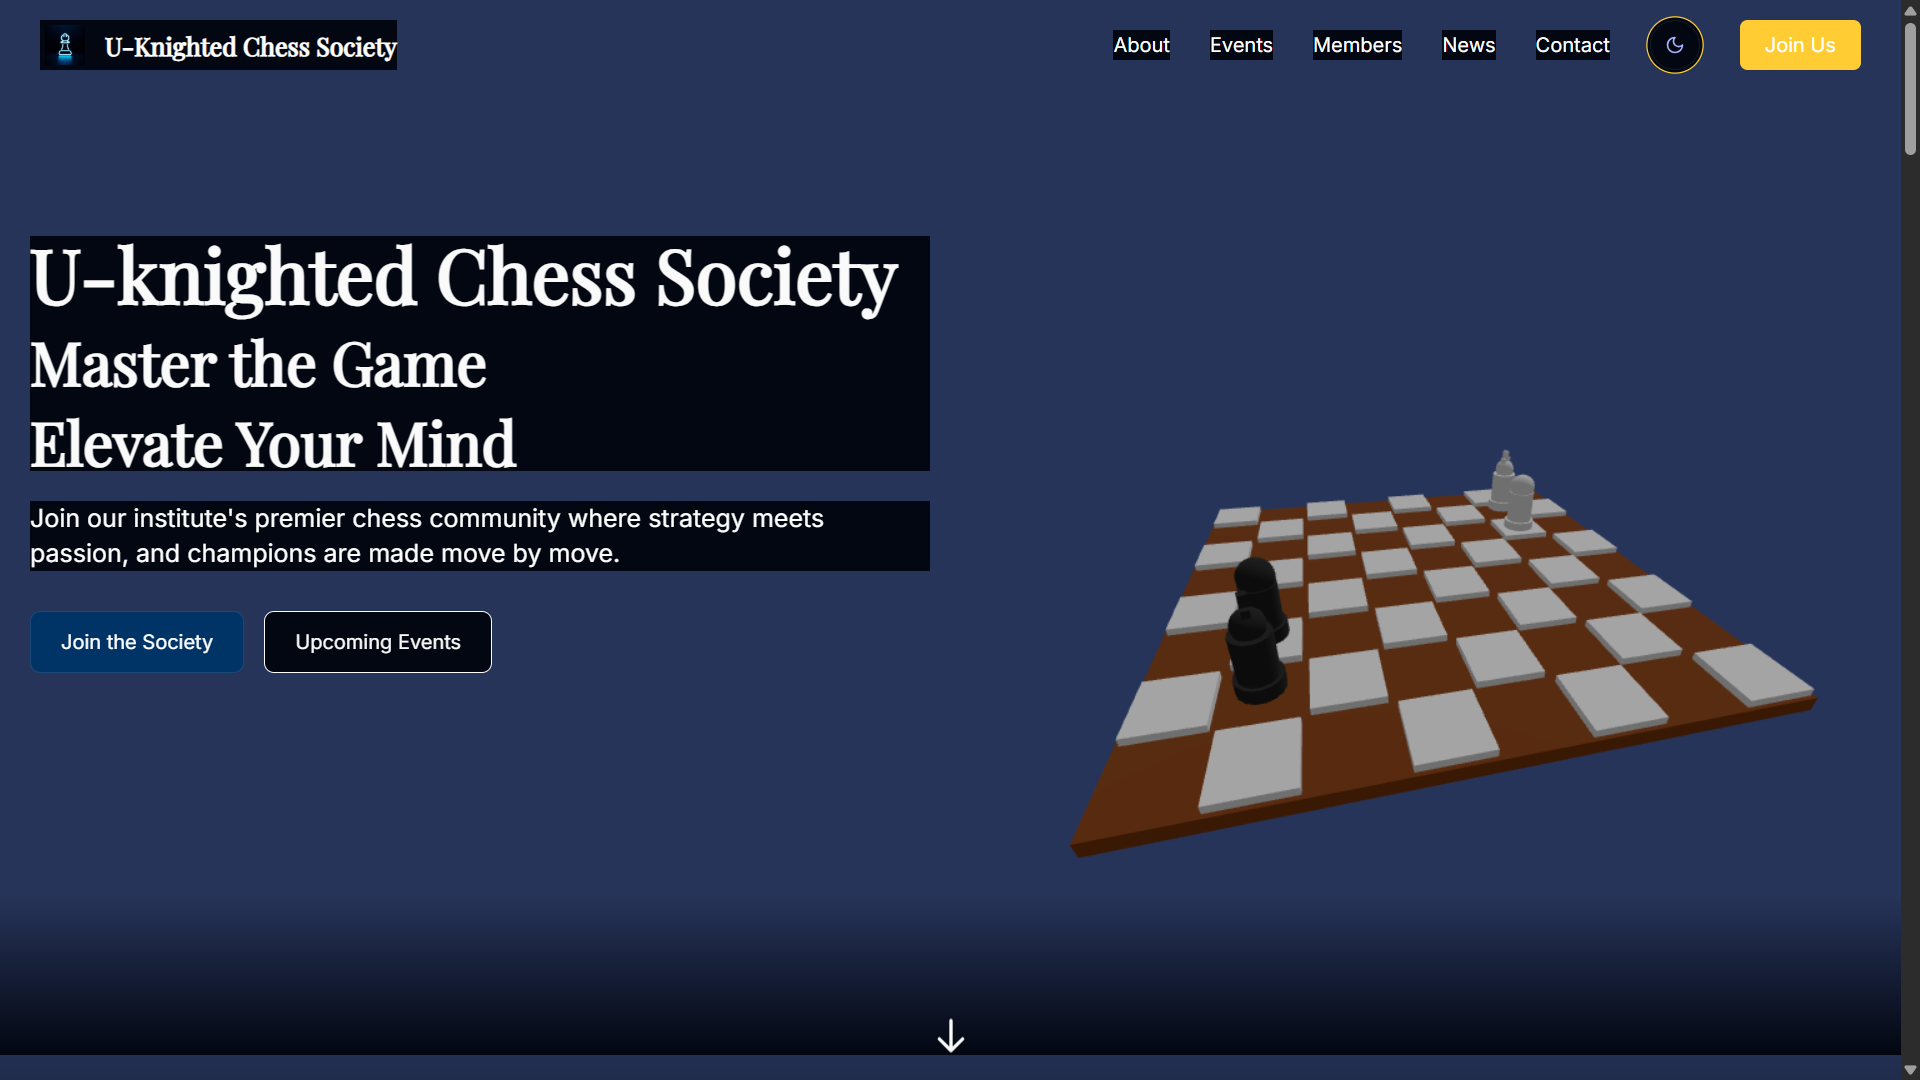 U-Knighted Chess Society
About
Events
Members
News
Contact
Join Us
U-knighted Chess Society
Master the Game
Elevate Your Mind
Join our institute's premier chess community where strategy meets
passion, and champions are made move by move.
Join the Society
Upcoming Events